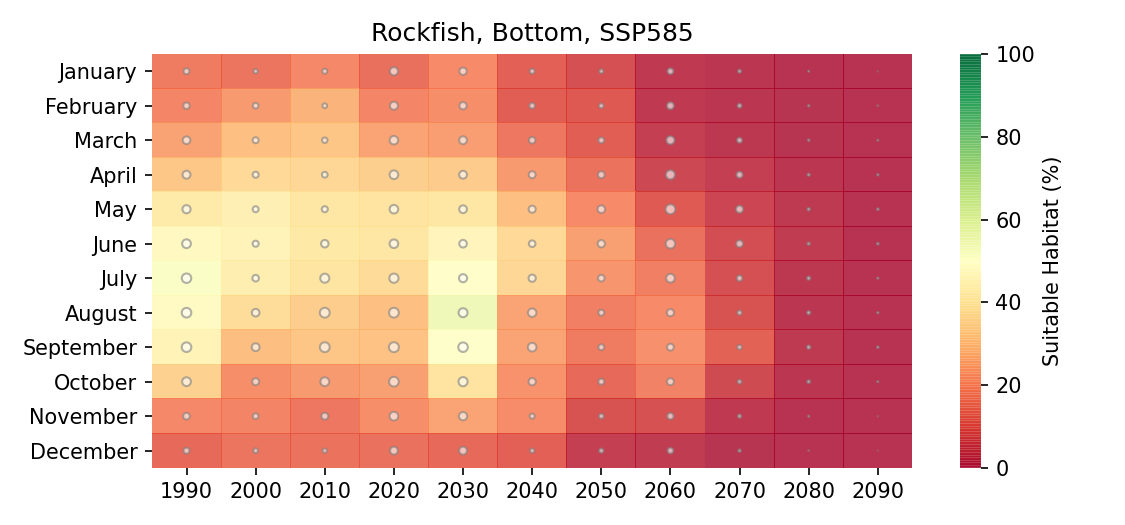 Rockfish, Bottom, SSP585
January
February
March
April
May
June
July
August
September
October
November
December
1990 2000 2010 2020 2030 2040 2050 2060 2070 2080 2090
100
80
60
40
20
0
Suitable Habitat (%)